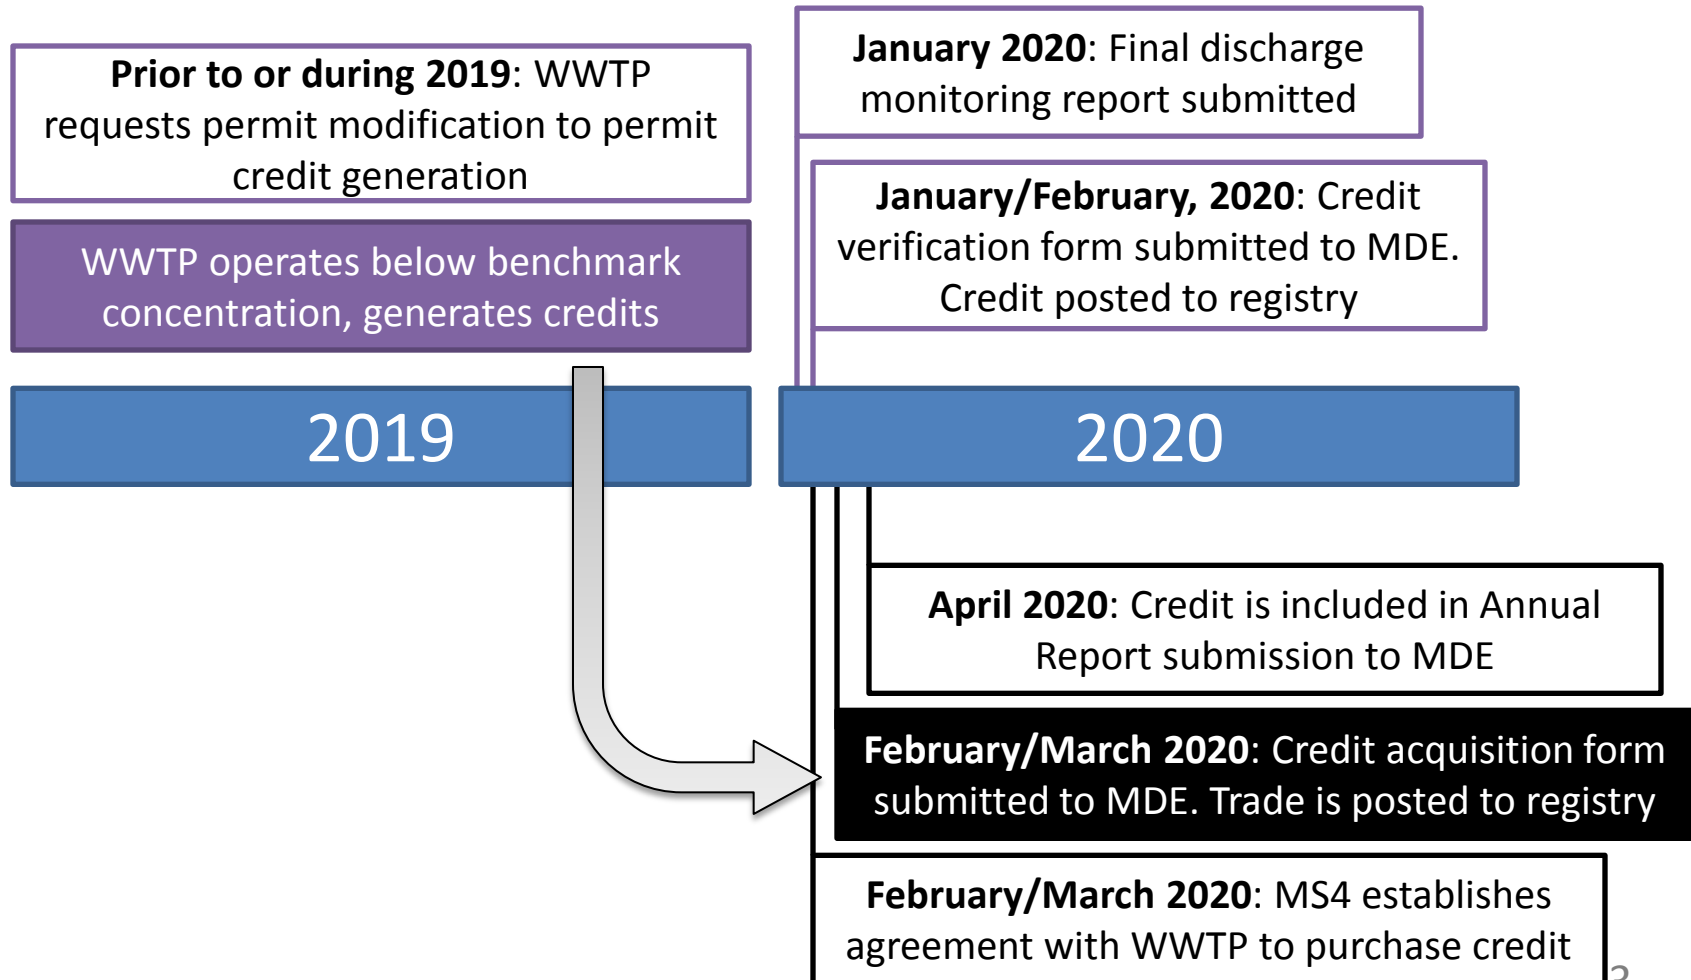 Prior to or during 2019: WWTP
requests permit modification to permit
credit generation
WWTP operates below benchmark
concentration, generates credits
2019
January 2020: Final discharge
monitoring report submitted
January/February, 2020: Credit
verification form submitted to MDE.
Credit posted to registry
2020
April 2020: Credit is included in Annual
Report submission to MDE
February/March 2020: Credit acquisition form
submitted to MDE. Trade is posted to registry
February/March 2020: MS4 establishes
agreement with WWTP to purchase credit